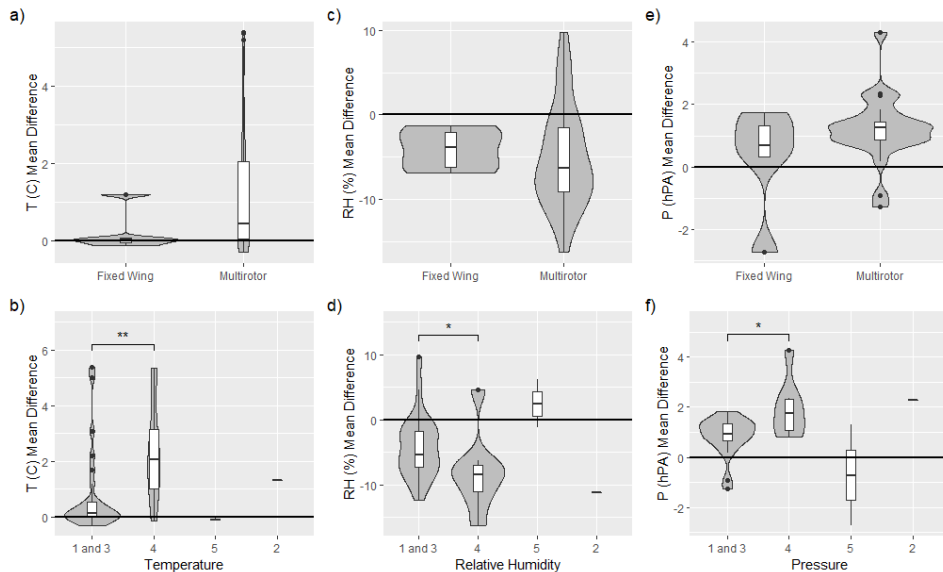 a)
T (C) Mean Difference
4
2
0
Fixed Wing Multirotor
c)
RH (%) Mean Difference
10
0
-10
Fixed Wing Multirotor
e)
P (hPA) Mean Difference
4
2
0
-2
Fixed Wing Multirotor
b)
T (C) Mean Difference
6
4
2
0
**
1 and 3 4 5 2
Temperature
d)
RH (%) Mean Difference
10
0
-10
*
1 and 3 4 5 2
Relative Humidity
f)
P (hPA) Mean Difference
4
2
0
-2
*
1 and 3 4 5 2
Pressure